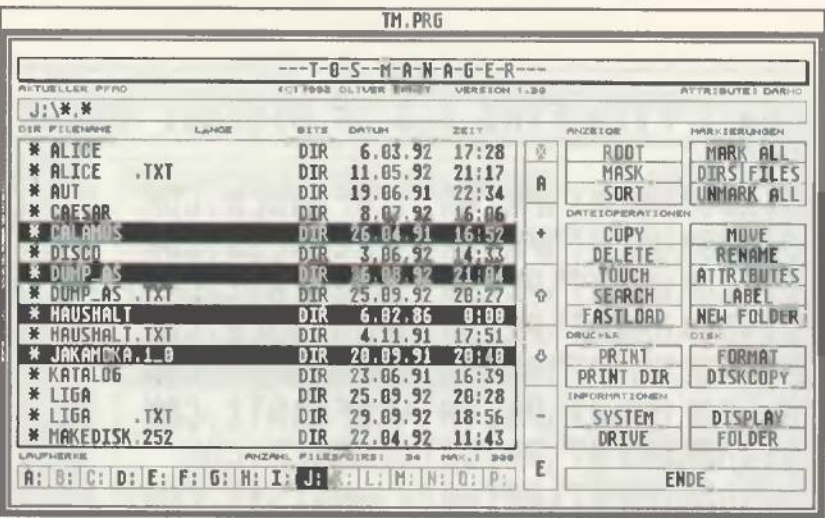 TM.PRG
---T-O-S--M-A-N-A-G-E-R---
AKTUELLER PFAD (C) 1992 OLIVER VERSION 1.30 ATTRIBUTE: DARHC
J:\*.*
DIR FILENAME LÄNGE BITS DATUM ZEIT
* ALICE DIR 6.03.92 17:28
* ALICE .TXT DIR 11.05.92 21:17
* AUT DIR 19.06.91 22:34
* CAESAR DIR 8.07.92 16:06
* CALAMUS DIR 26.04.91 16:52
* DISCO DIR 3.06.92 14:33
* DUMP_AS DIR 21:04
* DUMP_AS .TXT DIR 25.09.92 20:27
* HAUSHALT DIR 6.02.86 0:00
* HAUSHALT.TXT DIR 4.11.91 17:51
* JAKAMOKA.1_0 DIR 20.09.91 20:40
* KATALOG DIR 23.06.91 16:39
* LIGA DIR 25.09.92 20:28
* LIGA .TXT DIR 29.09.92 18:56
* MAKEDISK.252 DIR 22.04.92 11:43
A
+
-
E
LAUFWERKE ANZAHL FILES/DIRS: 34 MAX.: 300
A: B: C: D: E: F: G: H: I: J: K: L: M: N: O: P:
ANZEIGE MARKIERUNGEN
ROOT MARK ALL
MASK DIRS FILES
SORT UNMARK ALL
DATEIOPERATIONEN
COPY MOVE
DELETE RENAME
TOUCH ATTRIBUTES
SEARCH LABEL
FASTLOAD NEW FOLDER
DRUCKER DISK
PRINT FORMAT
PRINT DIR DISKCOPY
INFORMATIONEN
SYSTEM DISPLAY
DRIVE FOLDER
ENDE